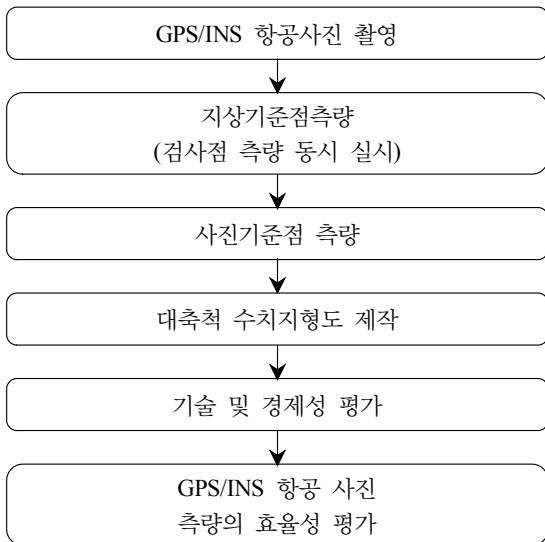 GPS/INS 항공사진 촬영
지상기준점측량
(검사점 측량 동시 실시)
사진기준점 측량
대축척 수치지형도 제작
기술 및 경제성 평가
GPS/INS 항공 사진
측량의 효율성 평가